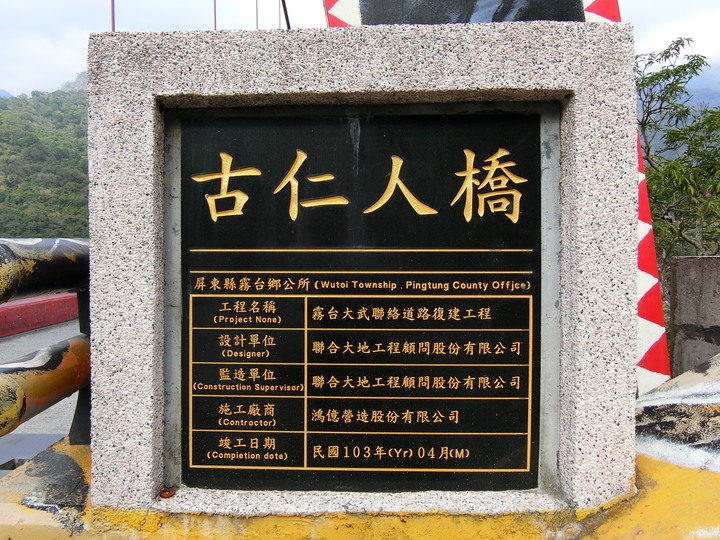 古仁人橋
屏東縣霧台鄉公所 (Wutoi Township . Pingtung County Offjce)
工程名稱 霧台大武聯絡道路復建工程
(Project None)
設計單位 聯合大地工程顧問股份有限公司
(Designer)
監造單位 聯合大地工程顧問股份有限公司
(Construction Supervisor)
施工廠商 鴻億營造股份有限公司
(Controctor)
竣工日期 民國103年(Yr) 04月(M)
(Completion dote)